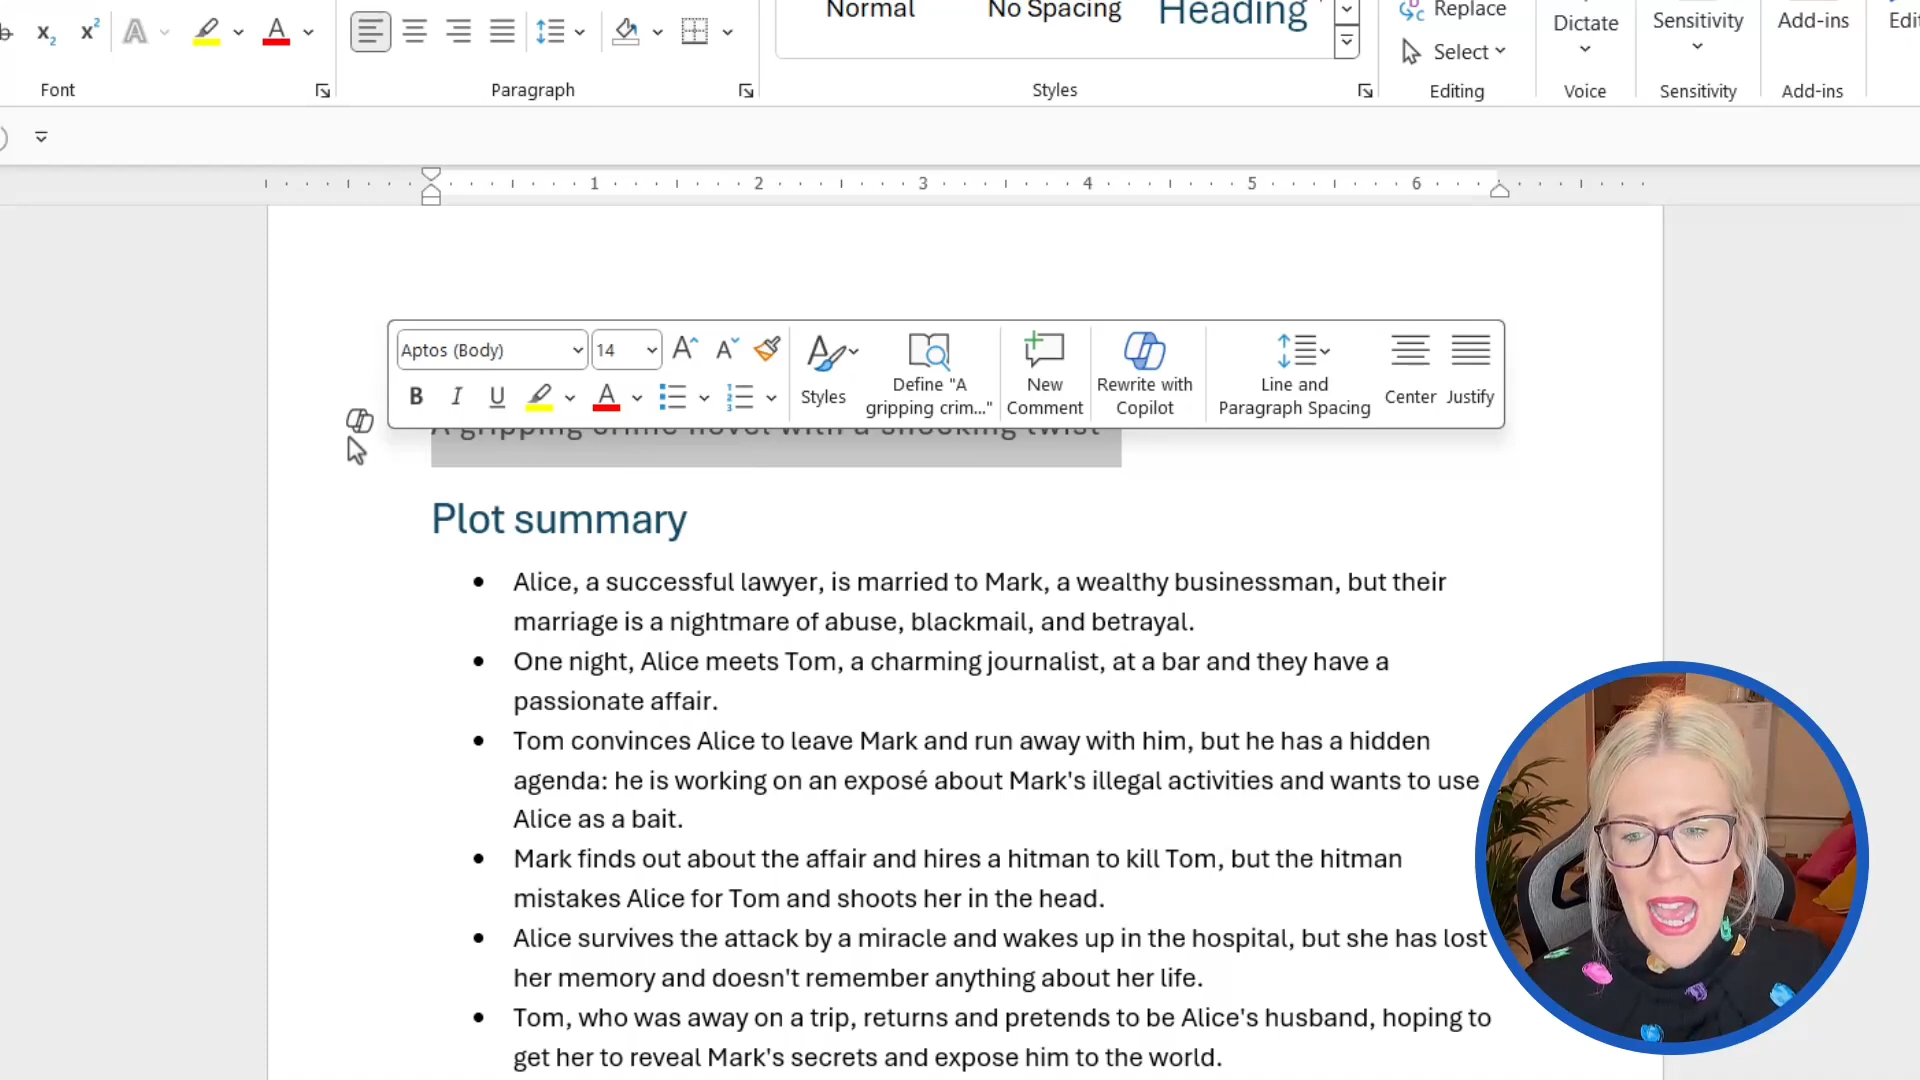 Normal
No Spacing
Heading
Replace
Select
Dictate
Sensitivity
Add-ins
Font
Paragraph
Styles
Editing
Voice
Sensitivity
Add-ins
1 2 3 4 5 6
Aptos (Body)
14
B I U
Styles
Define "A
gripping crim..."
New
Comment
Rewrite with
Copilot
Line and
Paragraph Spacing
Center
Justify
A gripping crime novel with a shocking twist
Plot summary
• Alice, a successful lawyer, is married to Mark, a wealthy businessman, but their
marriage is a nightmare of abuse, blackmail, and betrayal.
• One night, Alice meets Tom, a charming journalist, at a bar and they have a
passionate affair.
• Tom convinces Alice to leave Mark and run away with him, but he has a hidden
agenda: he is working on an exposé about Mark's illegal activities and wants to use
Alice as a bait.
• Mark finds out about the affair and hires a hitman to kill Tom, but the hitman
mistakes Alice for Tom and shoots her in the head.
• Alice survives the attack by a miracle and wakes up in the hospital, but she has lost
her memory and doesn't remember anything about her life.
• Tom, who was away on a trip, returns and pretends to be Alice's husband, hoping to
get her to reveal Mark's secrets and expose him to the world.